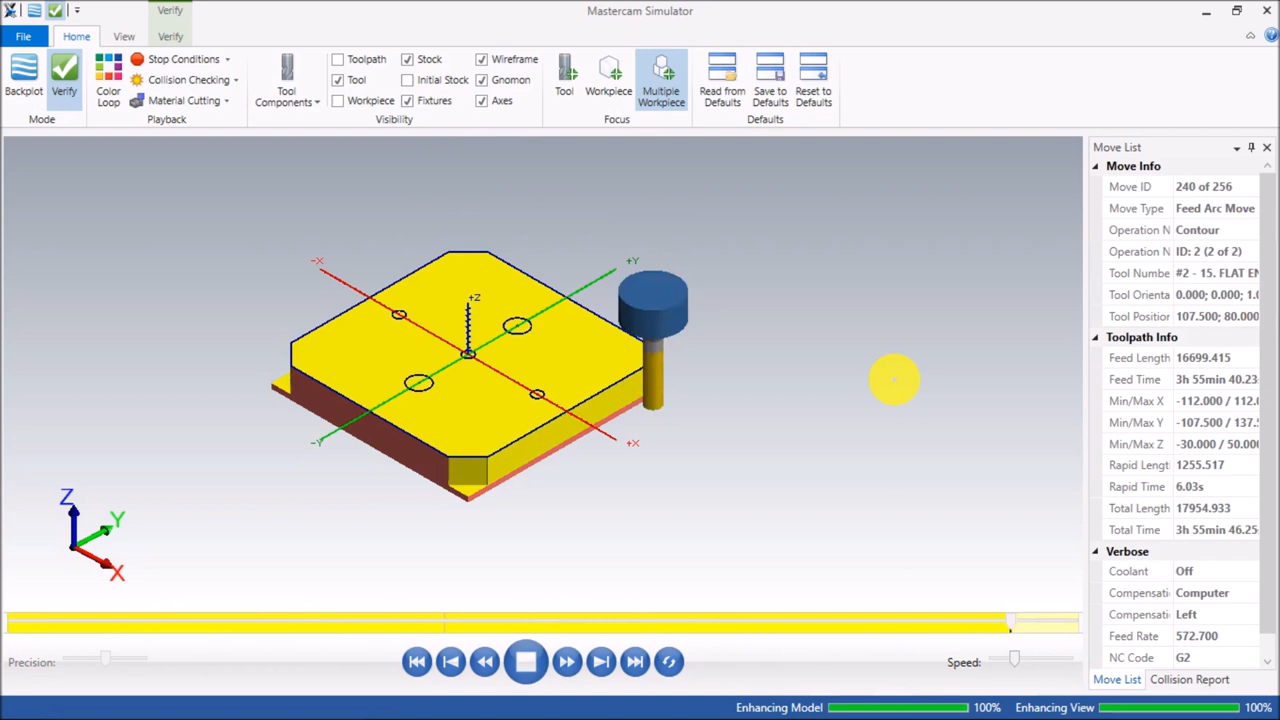 Verify
Mastercam Simulator
File
Home
View
Verify
Backplot
Verify
Mode
Color
Loop
Stop Conditions
Collision Checking
Material Cutting
Playback
Tool
Components
Toolpath
Stock
Wireframe
Tool
Initial Stock
Gnomon
Workpiece
Fixtures
Axes
Visibility
Tool
Workpiece
Multiple
Workpiece
Focus
Read from
Defaults
Save to
Defaults
Reset to
Defaults
Defaults
-X
+Y
+Z
-Y
+X
Z
Y
X
Move List
Move Info
Move ID 240 of 256
Move Type Feed Arc Move
Operation N Contour
Operation N ID: 2 (2 of 2)
Tool Numbe #2 - 15. FLAT EN
Tool Orienta 0.000; 0.000; 1.0
Tool Position 107.500; 80.000
Toolpath Info
Feed Length 16699.415
Feed Time 3h 55min 40.23
Min/Max X -112.000 / 112.
Min/Max Y -107.500 / 137.5
Min/Max Z -30.000 / 50.00
Rapid Lengt 1255.517
Rapid Time 6.03s
Total Length 17954.933
Total Time 3h 55min 46.25
Verbose
Coolant Off
Compensati Computer
Compensati Left
Feed Rate 572.700
NC Code G2
Move List
Collision Report
Precision:
Speed:
Enhancing Model 100%
Enhancing View 100%